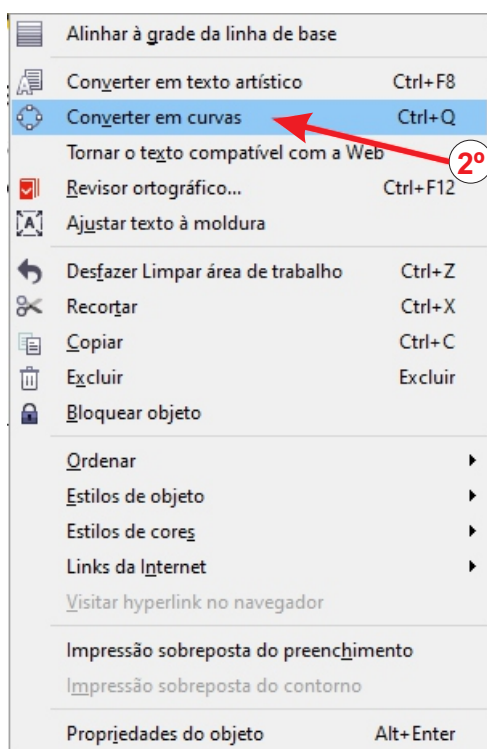 Alinhar à grade da linha de base
Converter em texto artístico Ctrl+F8
Converter em curvas Ctrl+Q
Tornar o texto compatível com a Web
2º
Revisor ortográfico... Ctrl+F12
Ajustar texto à moldura
Desfazer Limpar área de trabalho Ctrl+Z
Recortar Ctrl+X
Copiar Ctrl+C
Excluir Excluir
Bloquear objeto
Ordenar
Estilos de objeto
Estilos de cores
Links da Internet
Visitar hyperlink no navegador
Impressão sobreposta do preenchimento
Impressão sobreposta do contorno
Propriedades do objeto Alt+Enter